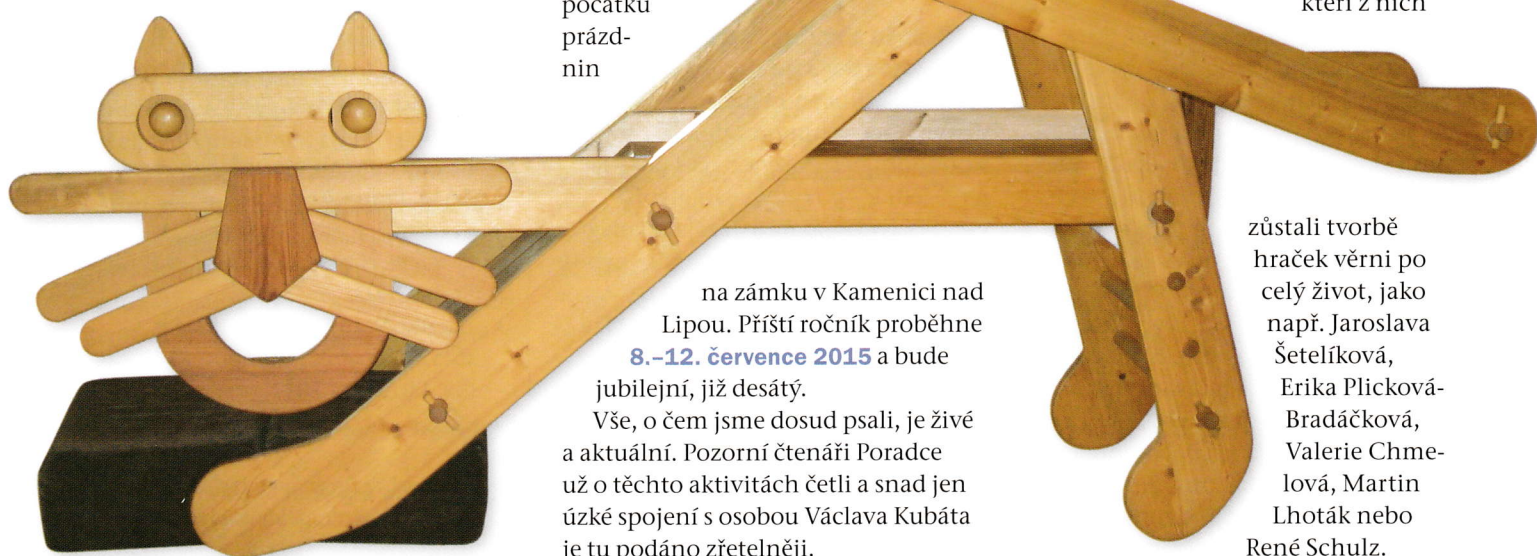 počátku
prázd-
nin
na zámku v Kamenici nad
Lipou. Příští ročník proběhne
8.–12. července 2015 a bude
jubilejní, již desátý.
Vše, o čem jsme dosud psali, je živé
a aktuální. Pozorní čtenáři Poradce
už o těchto aktivitách četli a snad jen
úzké spojení s osobou Václava Kubáta
je tu podáno zřetelněji.
kteří z nich
zůstali tvorbě
hraček věrni po
celý život, jako
např. Jaroslava
Šetelíková,
Erika Plicková-
Bradáčková,
Valerie Chme-
lová, Martin
Lhoták nebo
René Schulz.